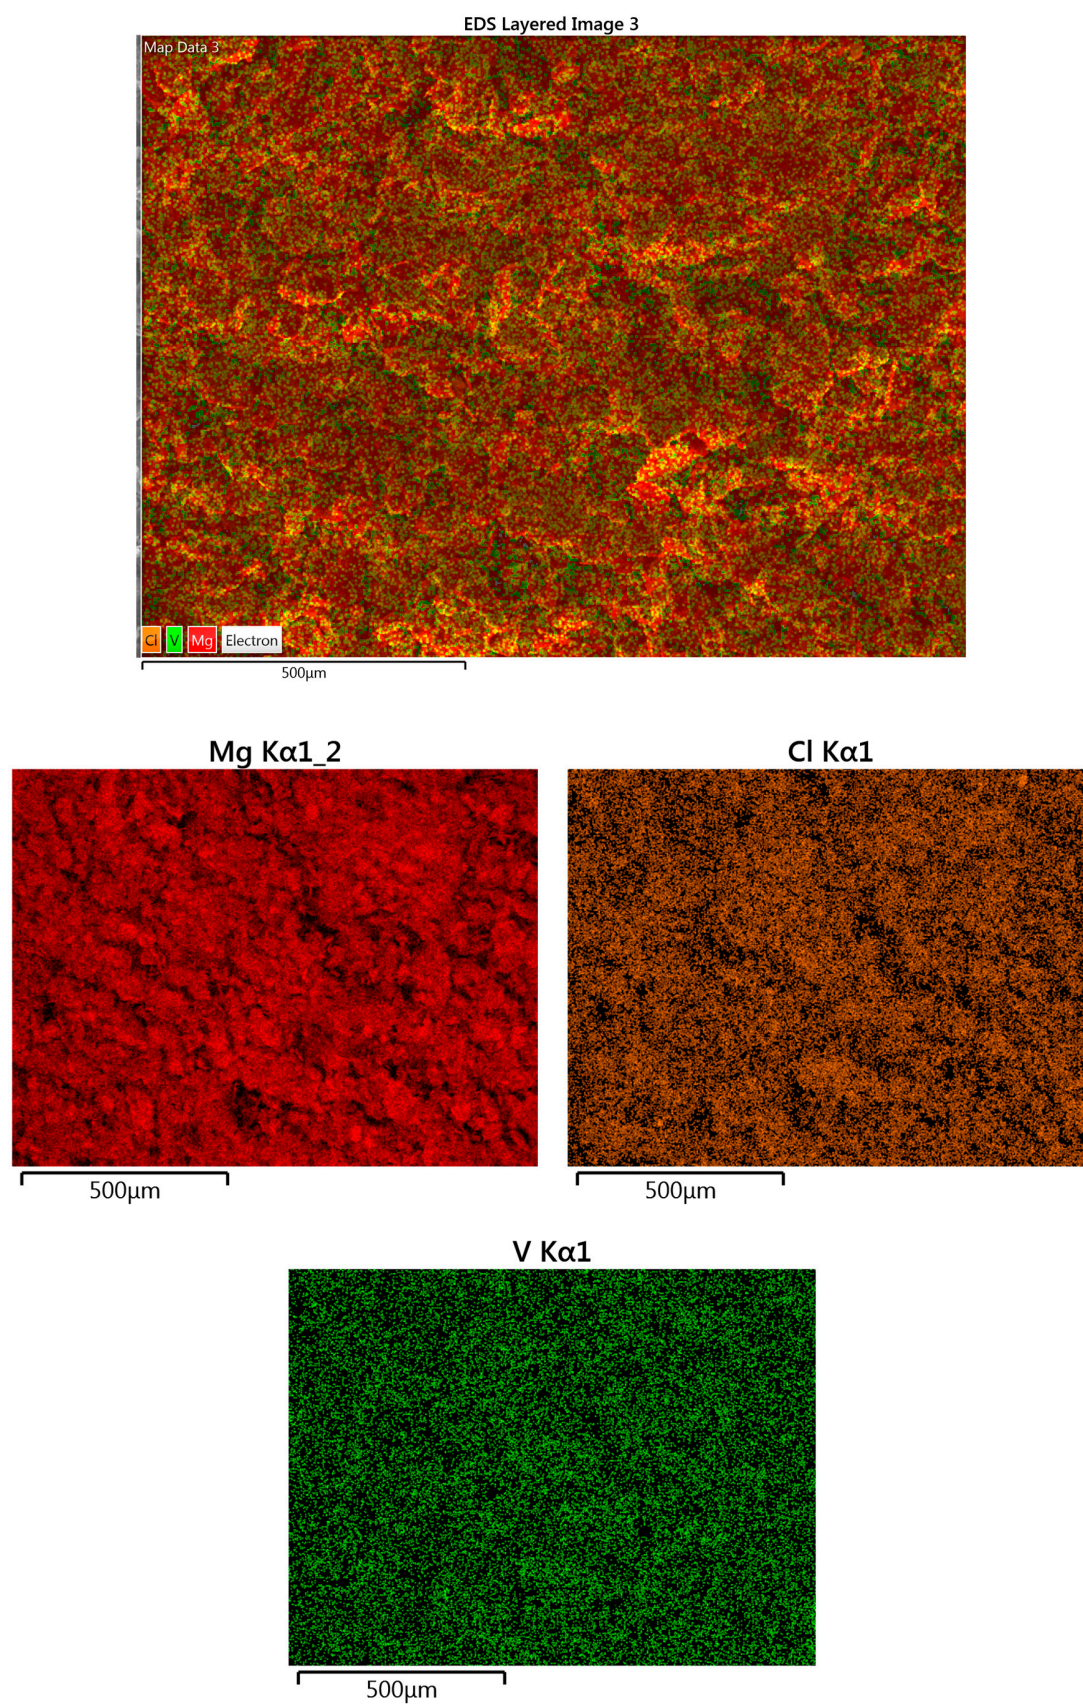 EDS Layered Image 3
Map Data 3
Cl V Mg Electron
500µm
Mg Kα1_2
Cl Kα1
500µm
500µm
V Kα1
500µm